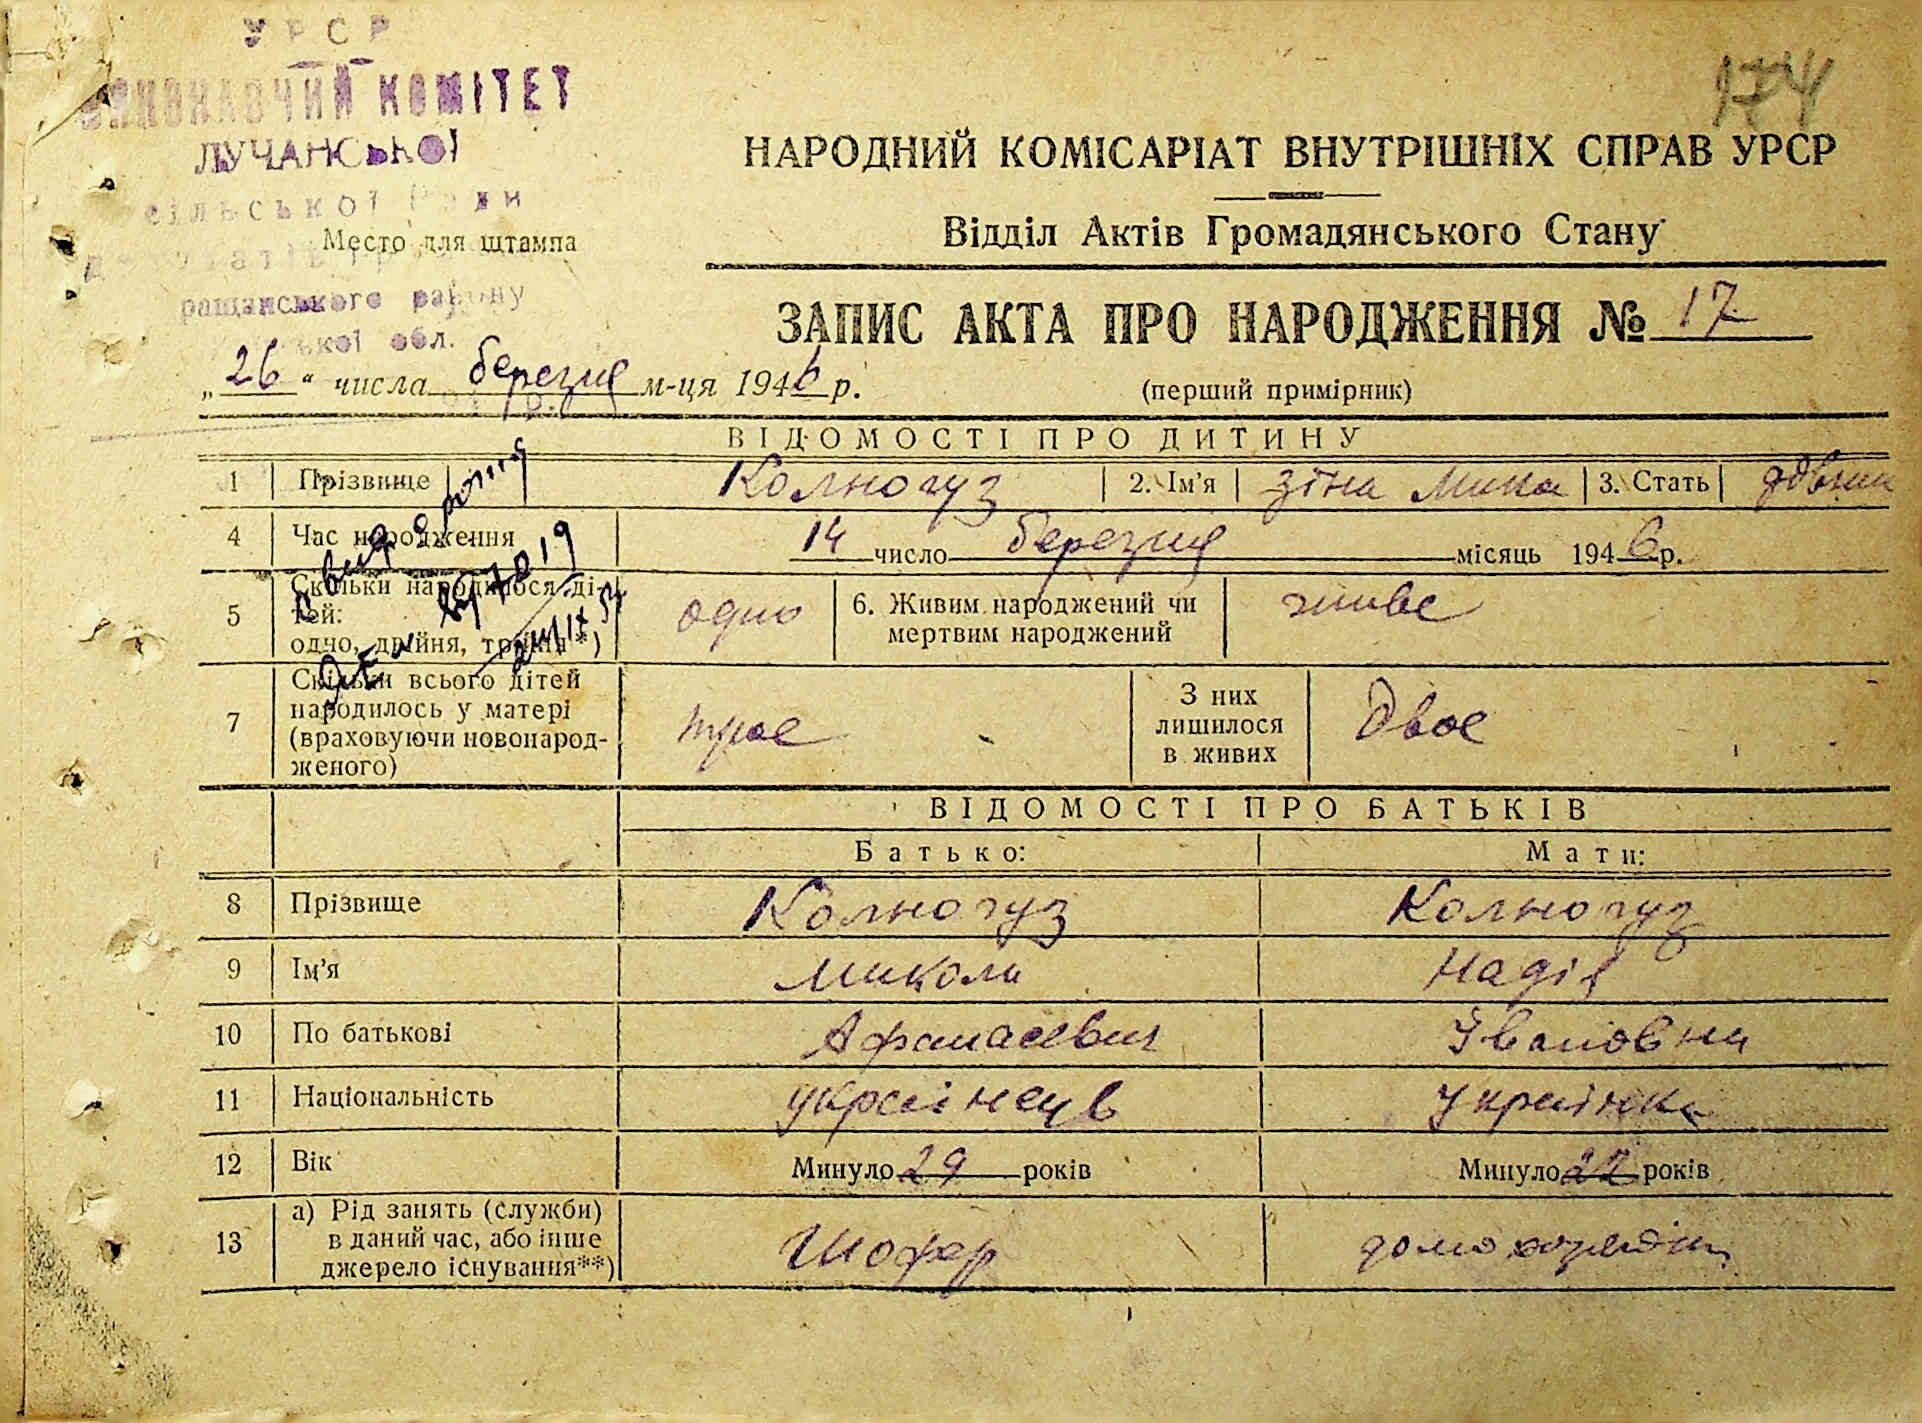 УРСР
ВИКОНАВЧИЙ КОМІТЕТ
ЛУЧАНСЬКОЇ
сільської Ради
Место для штампа
ращанського району
ської обл.
174
НАРОДНИЙ КОМІСАРІАТ ВНУТРІШНІХ СПРАВ УРСР
Відділ Актів Громадянського Стану
ЗАПИС АКТА ПРО НАРОДЖЕННЯ № 17
„26“ числа березня м-ця 1946 р.
(перший примірник)
ВІДОМОСТІ ПРО ДИТИНУ
1 Прізвище Колногуз 2. Ім'я Зіна Мика 3. Стать
4 Час народження 14 число березня місяць 1946 р.
5 Скільки народилося дітей: одно, двійня, трійня*) одно 6. Живим народжений чи мертвим народжений живе
7 Скільки всього дітей народилось у матері (враховуючи новонародженого) троє З них лишилося в живих Двоє
ВІДОМОСТІ ПРО БАТЬКІВ
Батько: Мати:
8 Прізвище Колногуз Колногуз
9 Ім'я Микола Надія
10 По батькові Афанасевич Івановна
11 Національність українець Українка
12 Вік Минуло 29 років Минуло 27 років
13 а) Рід занять (служби) в даний час, або інше джерело існування**) Шофер